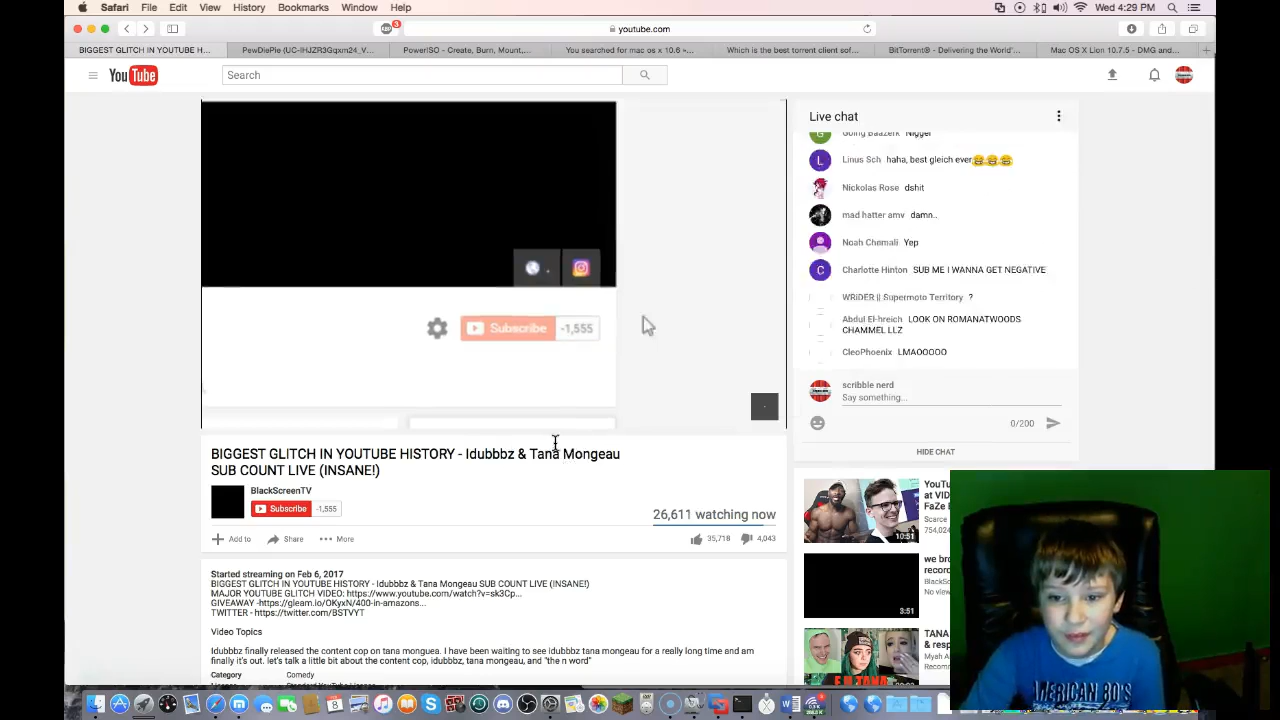 Safari File Edit View History Bookmarks Window Help
Wed 4:29 PM
3
youtube.com
BIGGEST GLITCH IN YOUTUBE H...
PewDiePie (UC-lHJZR3Gqxm24_V...
PowerISO - Create, Burn, Mount,...
You searched for mac os x 10.6 •...
Which is the best torrent client sof...
BitTorrent® - Delivering the World'...
Mac OS X Lion 10.7.5 - DMG and...
YouTube
Search
Live chat
Going Baazerk Nigger
Linus Sch haha, best gleich ever😂😂😂
Nickolas Rose dshit
mad hatter amv damn..
Noah Chamali Yep
Charlotte Hinton SUB ME I WANNA GET NEGATIVE
WRiDER || Supermoto Territory ?
Abdul El-hreich LOOK ON ROMANATWOODS
CHAMMEL LLZ
CleoPhoenix LMAOOOOO
scribble nerd
Say something...
0/200
HIDE CHAT
Subscribe -1,555
BIGGEST GLITCH IN YOUTUBE HISTORY - Idubbbz & Tana Mongeau
SUB COUNT LIVE (INSANE!)
BlackScreenTV
Subscribe -1,555
26,611 watching now
Add to Share More
35,718 4,043
Started streaming on Feb 6, 2017
BIGGEST GLITCH IN YOUTUBE HISTORY - Idubbbz & Tana Mongeau SUB COUNT LIVE (INSANE!)
MAJOR YOUTUBE GLITCH VIDEO: https://www.youtube.com/watch?v=sk3Cp...
GIVEAWAY -https://gleam.io/OKyxN/400-in-amazons...
TWITTER - https://twitter.com/BSTVYT
Video Topics
Idubbbz finally released the content cop on tana monguea. I have been waiting to see idubbbz tana mongeau for a really long time and am
finally it's out. let's talk a little bit about the content cop, idubbbz, tana mongeau, and "the n word"
Category Comedy
YouTu
at VID
FaZe
Scarce
754,024
10:51
we bro
record
BlackSc
No view
3:51
TANA
& resp
Myah A
Recomm
AMERICAN BO'S